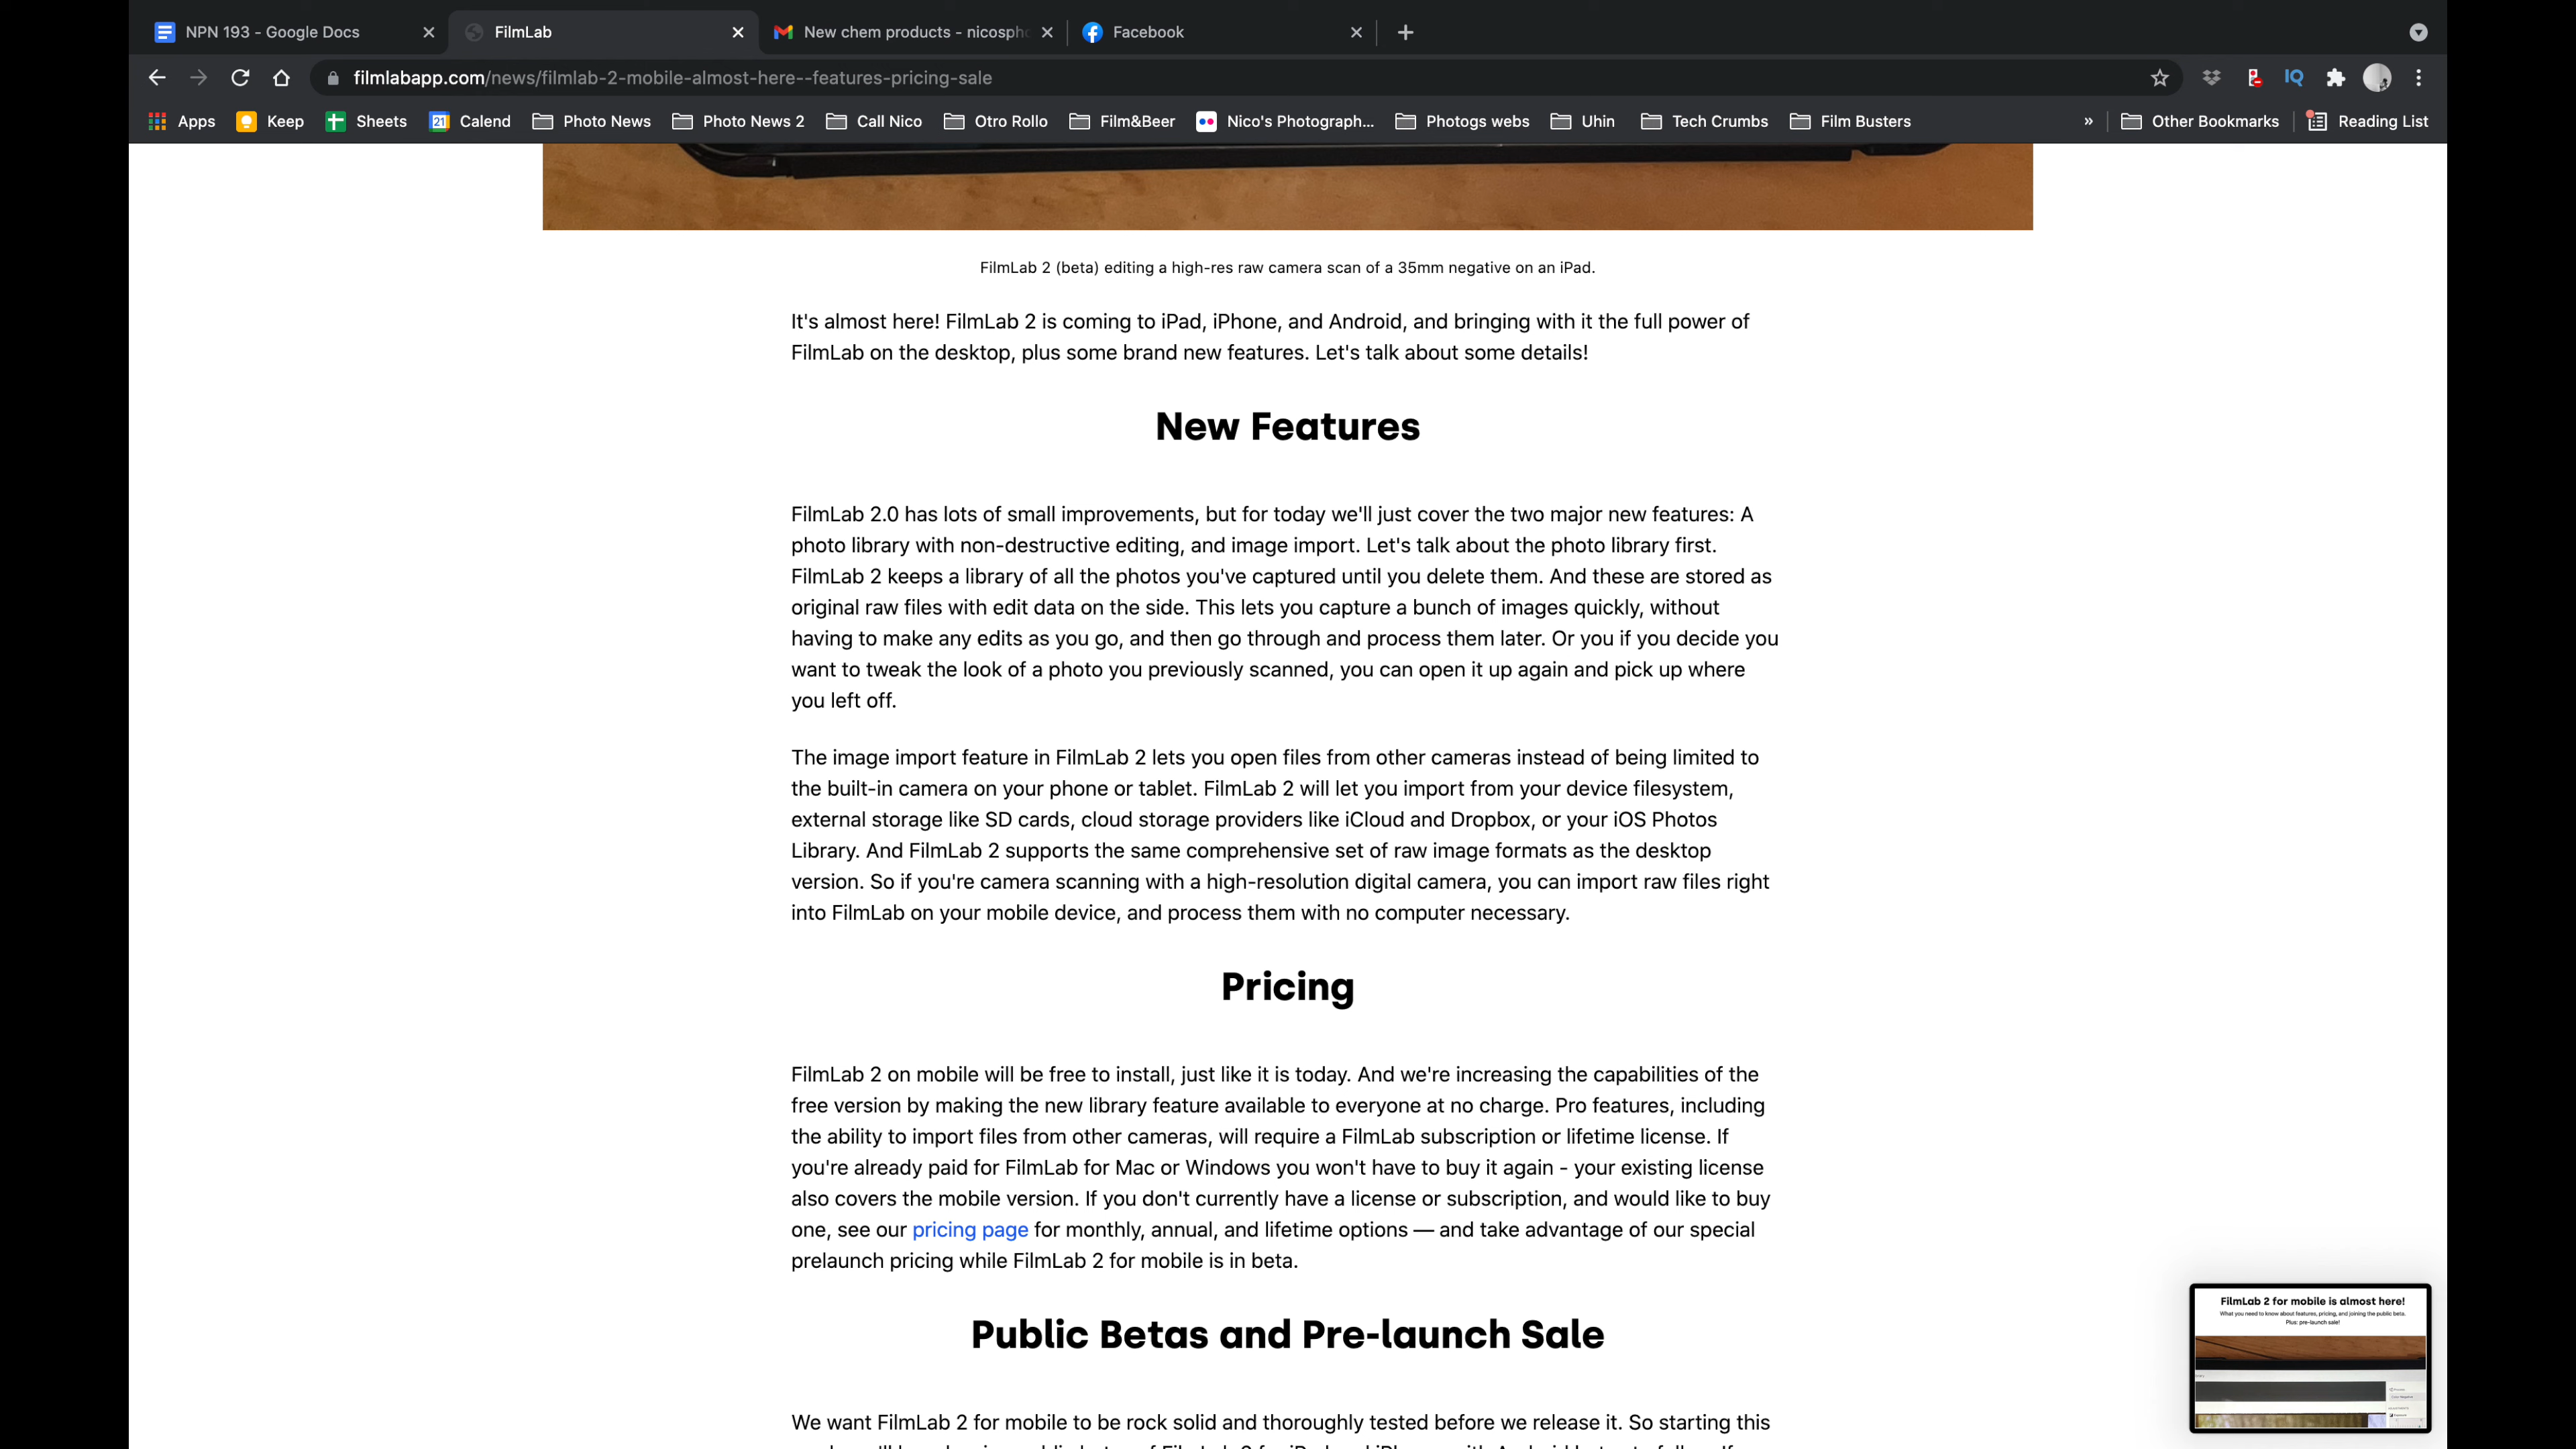 NPN 193 - Google Docs
FilmLab
New chem products - nicospho
Facebook
filmlabapp.com/news/filmlab-2-mobile-almost-here--features-pricing-sale
IQ
Apps
Keep
Sheets
21
Calend
Photo News
Photo News 2
Call Nico
Otro Rollo
Film&Beer
Nico's Photograph...
Photogs webs
Uhin
Tech Crumbs
Film Busters
»
Other Bookmarks
Reading List
FilmLab 2 (beta) editing a high-res raw camera scan of a 35mm negative on an iPad.
It's almost here! FilmLab 2 is coming to iPad, iPhone, and Android, and bringing with it the full power of
FilmLab on the desktop, plus some brand new features. Let's talk about some details!
New Features
FilmLab 2.0 has lots of small improvements, but for today we'll just cover the two major new features: A
photo library with non-destructive editing, and image import. Let's talk about the photo library first.
FilmLab 2 keeps a library of all the photos you've captured until you delete them. And these are stored as
original raw files with edit data on the side. This lets you capture a bunch of images quickly, without
having to make any edits as you go, and then go through and process them later. Or you if you decide you
want to tweak the look of a photo you previously scanned, you can open it up again and pick up where
you left off.
The image import feature in FilmLab 2 lets you open files from other cameras instead of being limited to
the built-in camera on your phone or tablet. FilmLab 2 will let you import from your device filesystem,
external storage like SD cards, cloud storage providers like iCloud and Dropbox, or your iOS Photos
Library. And FilmLab 2 supports the same comprehensive set of raw image formats as the desktop
version. So if you're camera scanning with a high-resolution digital camera, you can import raw files right
into FilmLab on your mobile device, and process them with no computer necessary.
Pricing
FilmLab 2 on mobile will be free to install, just like it is today. And we're increasing the capabilities of the
free version by making the new library feature available to everyone at no charge. Pro features, including
the ability to import files from other cameras, will require a FilmLab subscription or lifetime license. If
you're already paid for FilmLab for Mac or Windows you won't have to buy it again - your existing license
also covers the mobile version. If you don't currently have a license or subscription, and would like to buy
one, see our pricing page for monthly, annual, and lifetime options — and take advantage of our special
prelaunch pricing while FilmLab 2 for mobile is in beta.
Public Betas and Pre-launch Sale
We want FilmLab 2 for mobile to be rock solid and thoroughly tested before we release it. So starting this
FilmLab 2 for mobile is almost here!
What you need to know about features, pricing, and joining the public beta.
Plus: pre-launch sale!